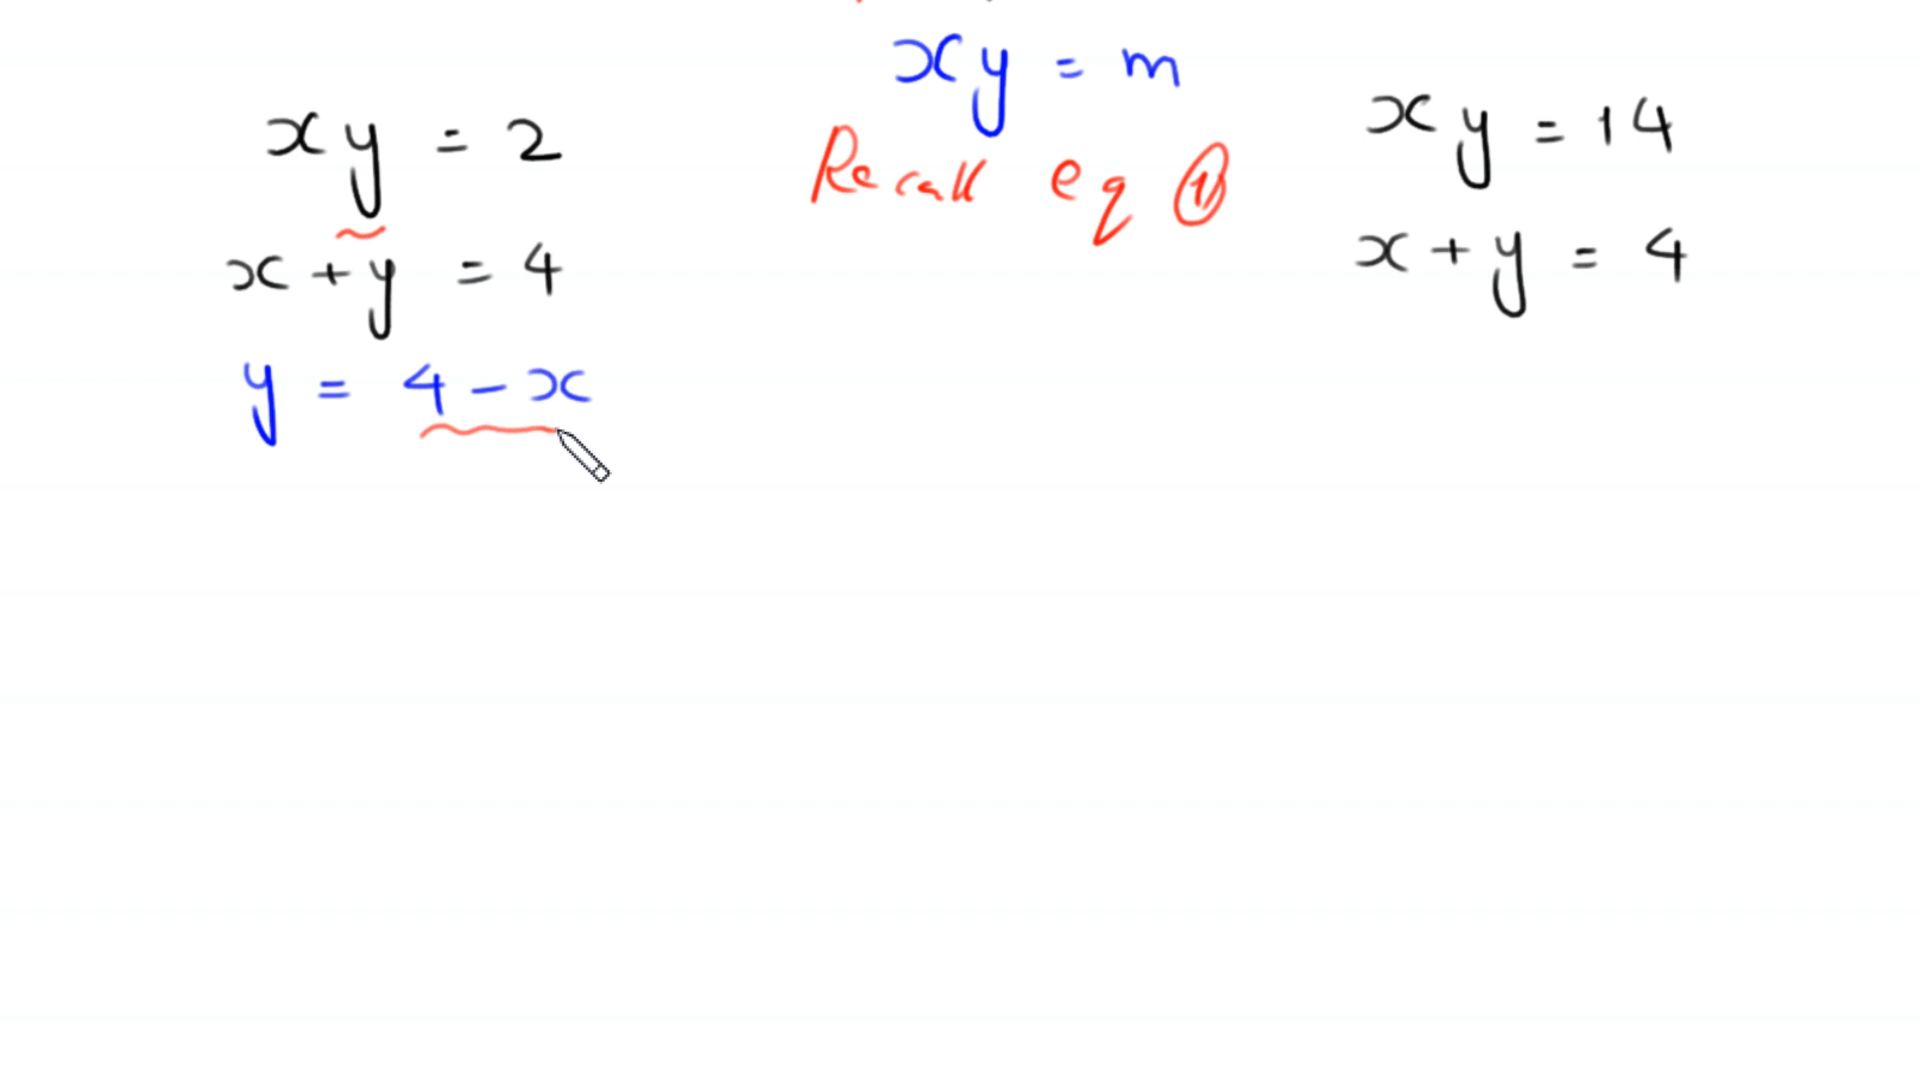 xy = m
xy = 2
xy = 14
Recall eq ①
x + y = 4
x + y = 4
y = 4 - x